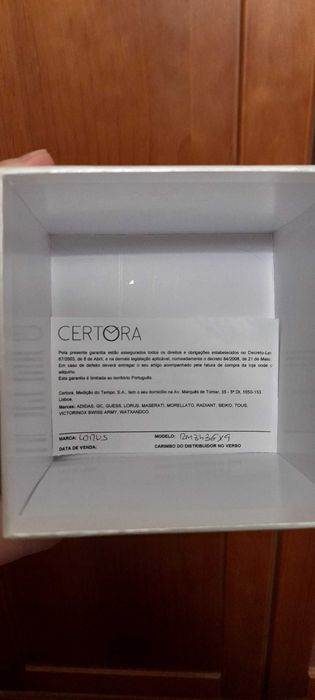 CERTORA
Pela presente garantia estão assegurados todos os direitos e obrigações estabelecidos no Decreto-Lei
67/2003, de 8 de Abril, e na demais legislação aplicável, nomeadamente o decreto 84/2008, de 21 de Maio
Em caso de defeito deverá entregar o seu artigo acompanhado pela fatura de compra da loja onde o
adquiriu.
Esta garantia é limitada ao território Português
Certora, Medição do Tempo, S.A., tem o seu domicílio na Av. Marquês de Tomar, 35 - 5º Dt. 1050-153
Lisboa.
Marcas: ADIDAS, GC, GUESS, LORUS, MASERATI, MORELLATO, RADIANT, SEIKO, TOUS,
VICTORINOX SWISS ARMY, WATXANDCO.
MARCA: LORUS MODELO:
DATA DE VENDA: CARIMBO DO DISTRIBUIDOR NO VERSO